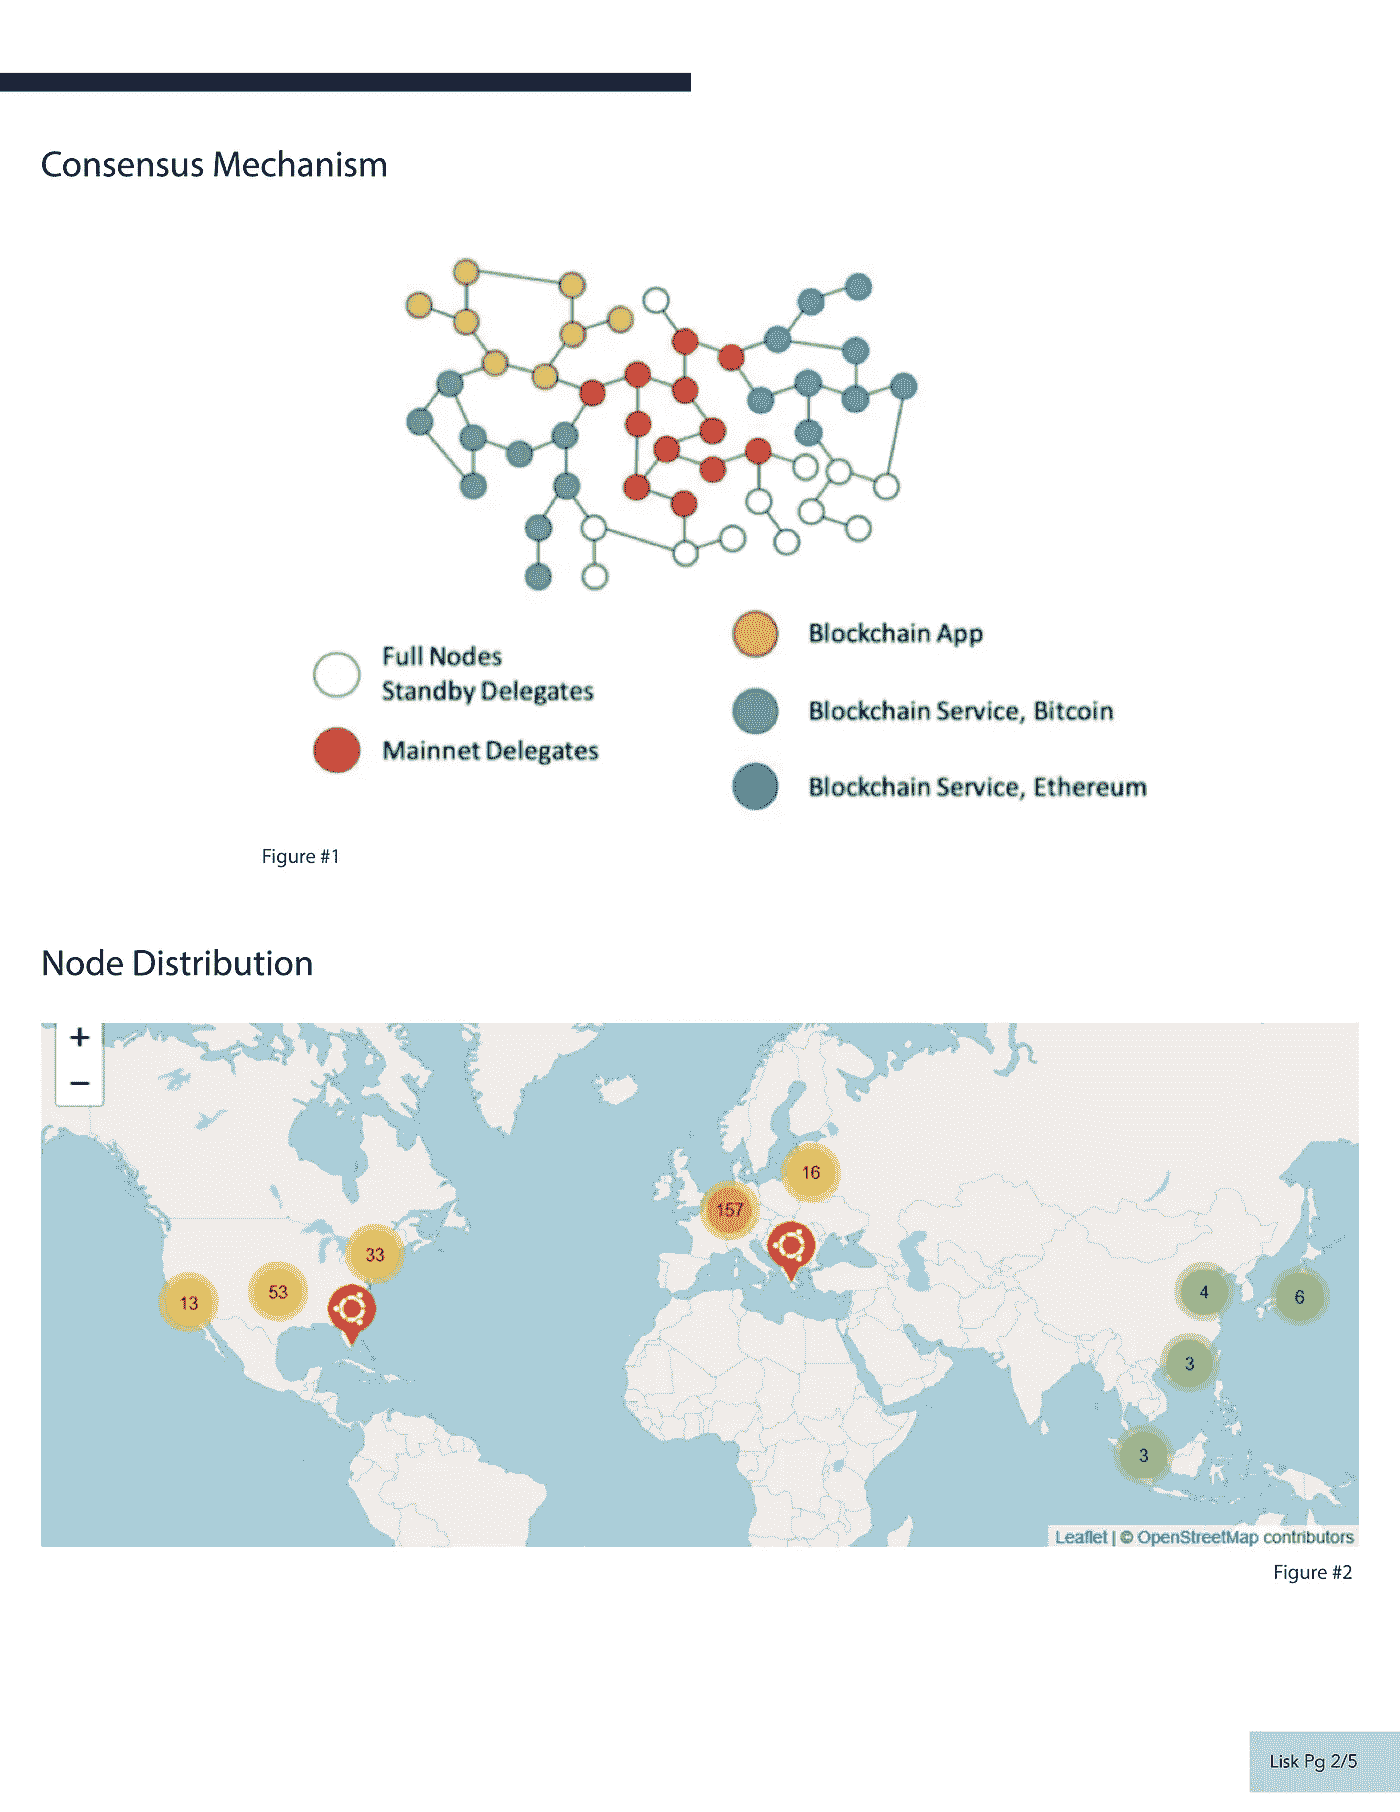 Consensus Mechanism
Full Nodes
Standby Delegates
Mainnet Delegates
Blockchain App
Blockchain Service, Bitcoin
Blockchain Service, Ethereum
Figure #1
Node Distribution
+
−
16
157
33
53
13
4
6
3
3
Leaflet | © OpenStreetMap contributors
Figure #2
Lisk Pg 2/5